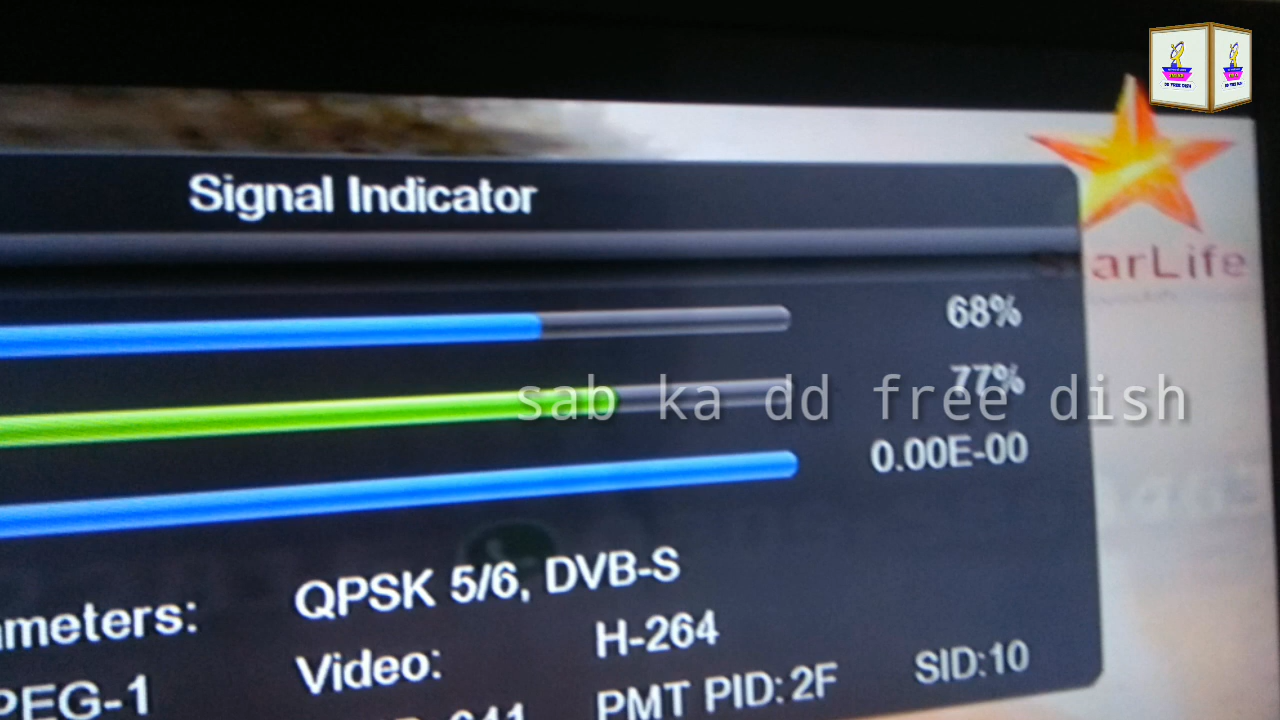 Signal Indicator
StarLife
68%
77%
sab ka dd free dish
0.00E-00
QPSK 5/6, DVB-S
ameters:
H-264
Video:
SID:10
PEG-1
PMT PID:2F